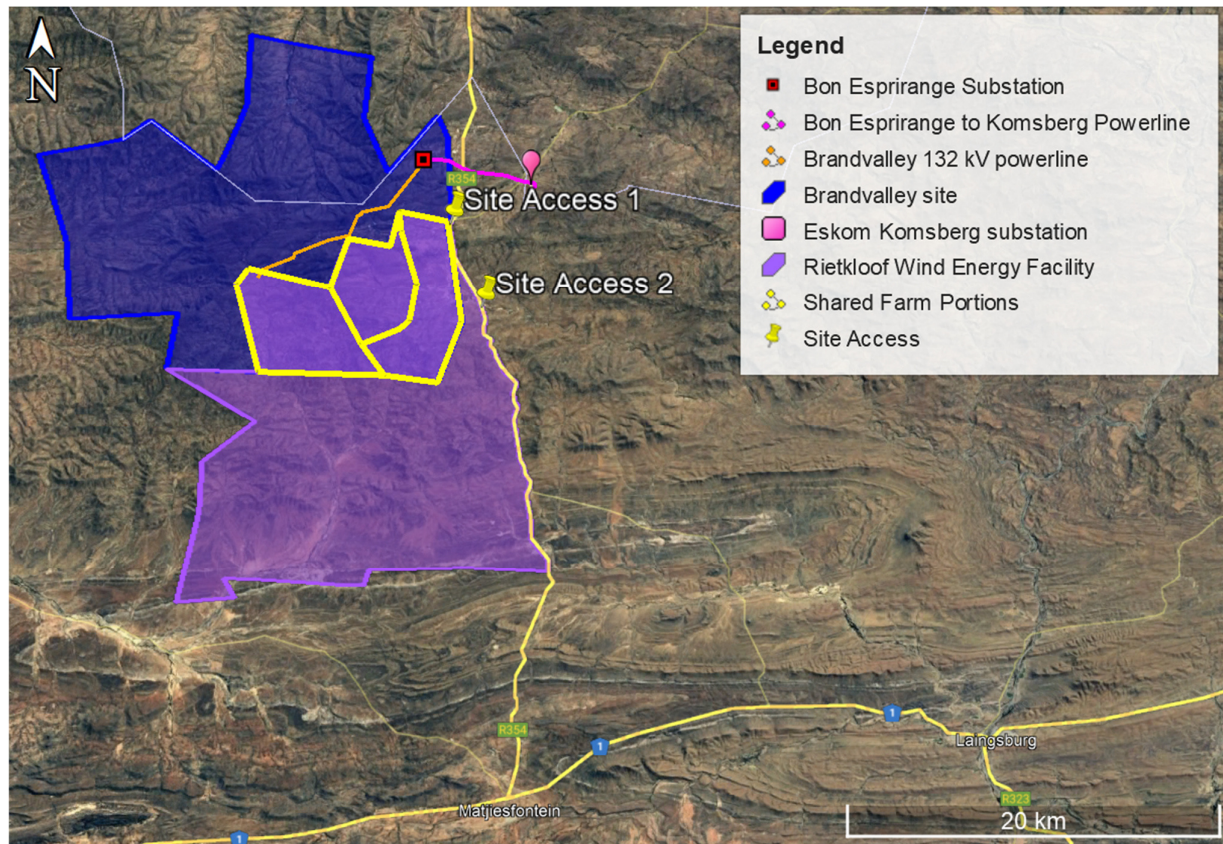 N
Legend
Bon Esprirange Substation
Bon Esprirange to Komsberg Powerline
Brandvalley 132 kV powerline
Brandvalley site
Eskom Komsberg substation
Rietkloof Wind Energy Facility
Shared Farm Portions
Site Access
R354
Site Access 1
Site Access 2
R354
1
1
Laingsburg
Matjiesfontein
R323
20 km
1